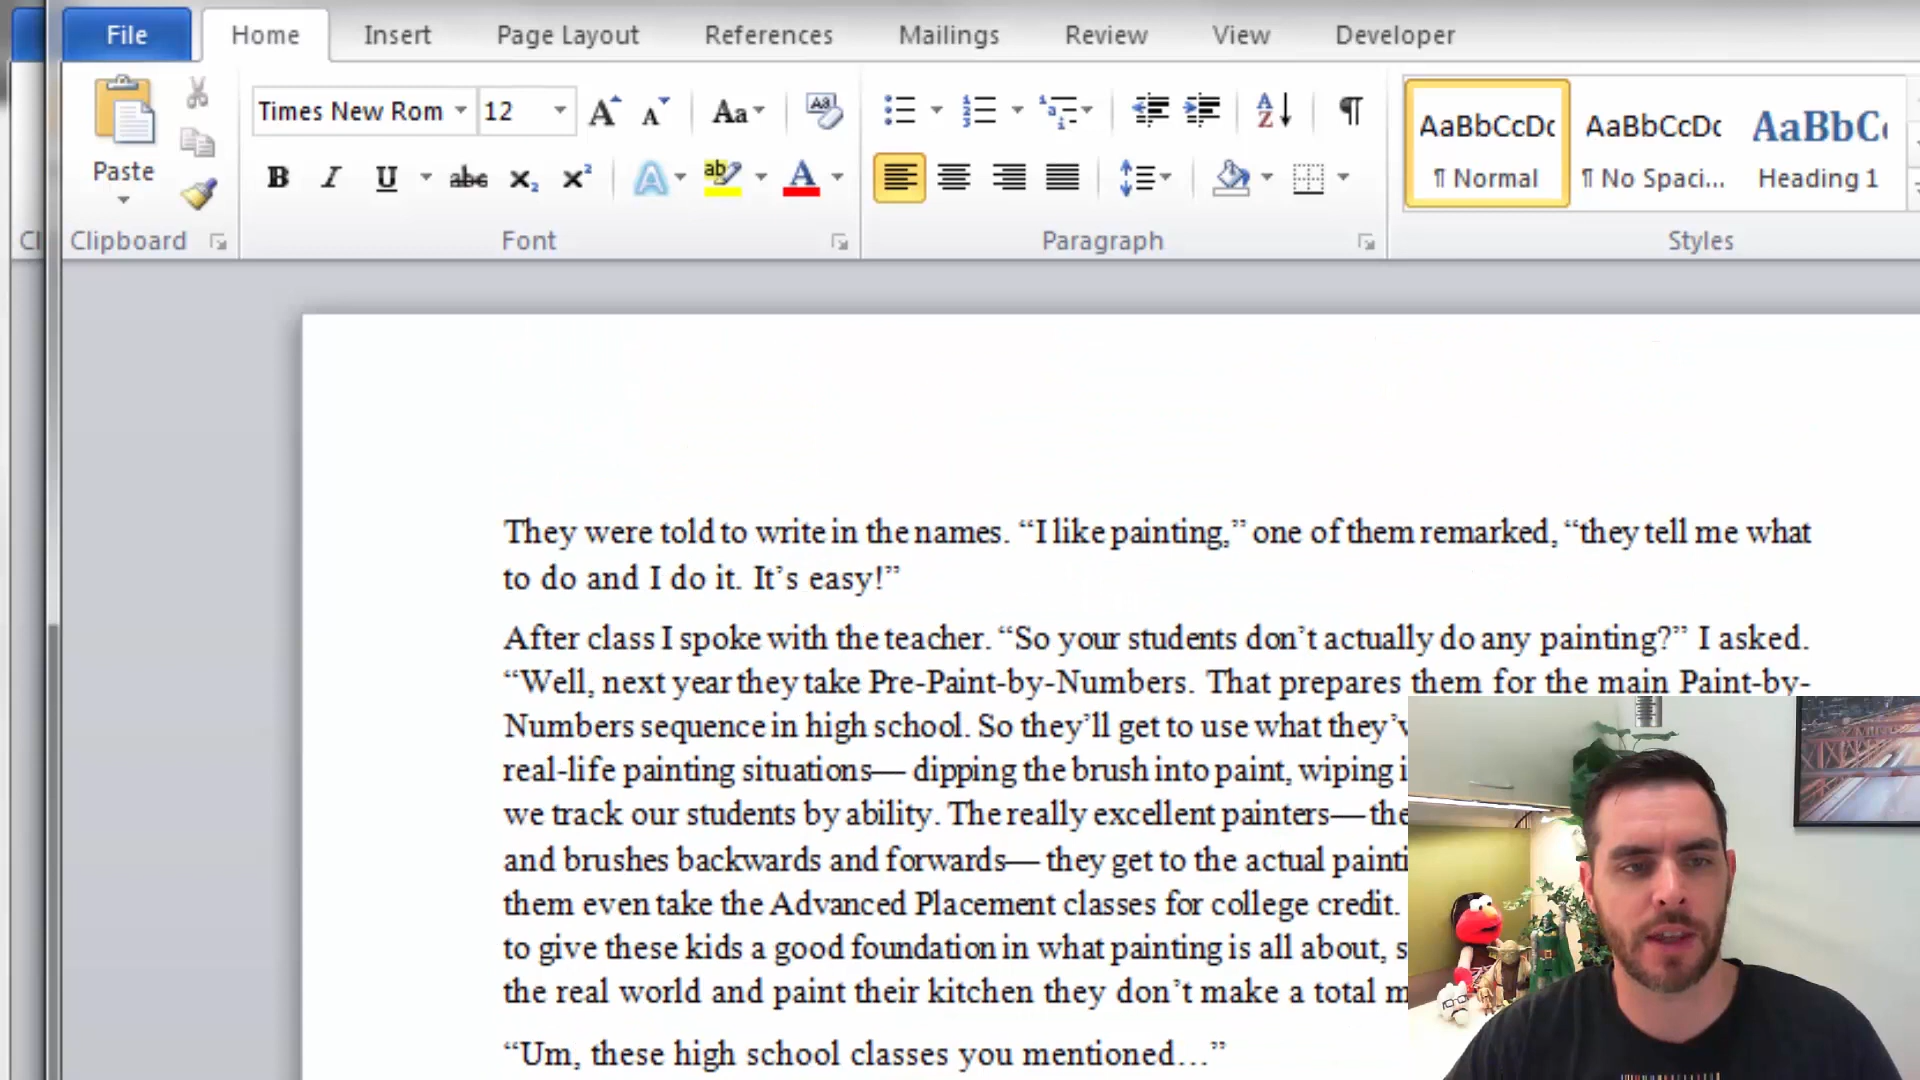 File Home Insert Page Layout References Mailings Review View Developer
Times New Rom 12 Aa AaBbCcDc AaBbCcDc AaBbC
Paste B I U abc x₂ x² A ab A ¶ Normal ¶ No Spaci... Heading 1
Cl Clipboard Font Paragraph Styles
They were told to write in the names. “I like painting,” one of them remarked, “they tell me what
to do and I do it. It’s easy!”
After class I spoke with the teacher. “So your students don’t actually do any painting?” I asked.
“Well, next year they take Pre-Paint-by-Numbers. That prepares them for the main Paint-by-
Numbers sequence in high school. So they’ll get to use what they’v
real-life painting situations— dipping the brush into paint, wiping i
we track our students by ability. The really excellent painters—the
and brushes backwards and forwards— they get to the actual painti
them even take the Advanced Placement classes for college credit.
to give these kids a good foundation in what painting is all about, s
the real world and paint their kitchen they don’t make a total m
“Um, these high school classes you mentioned…”